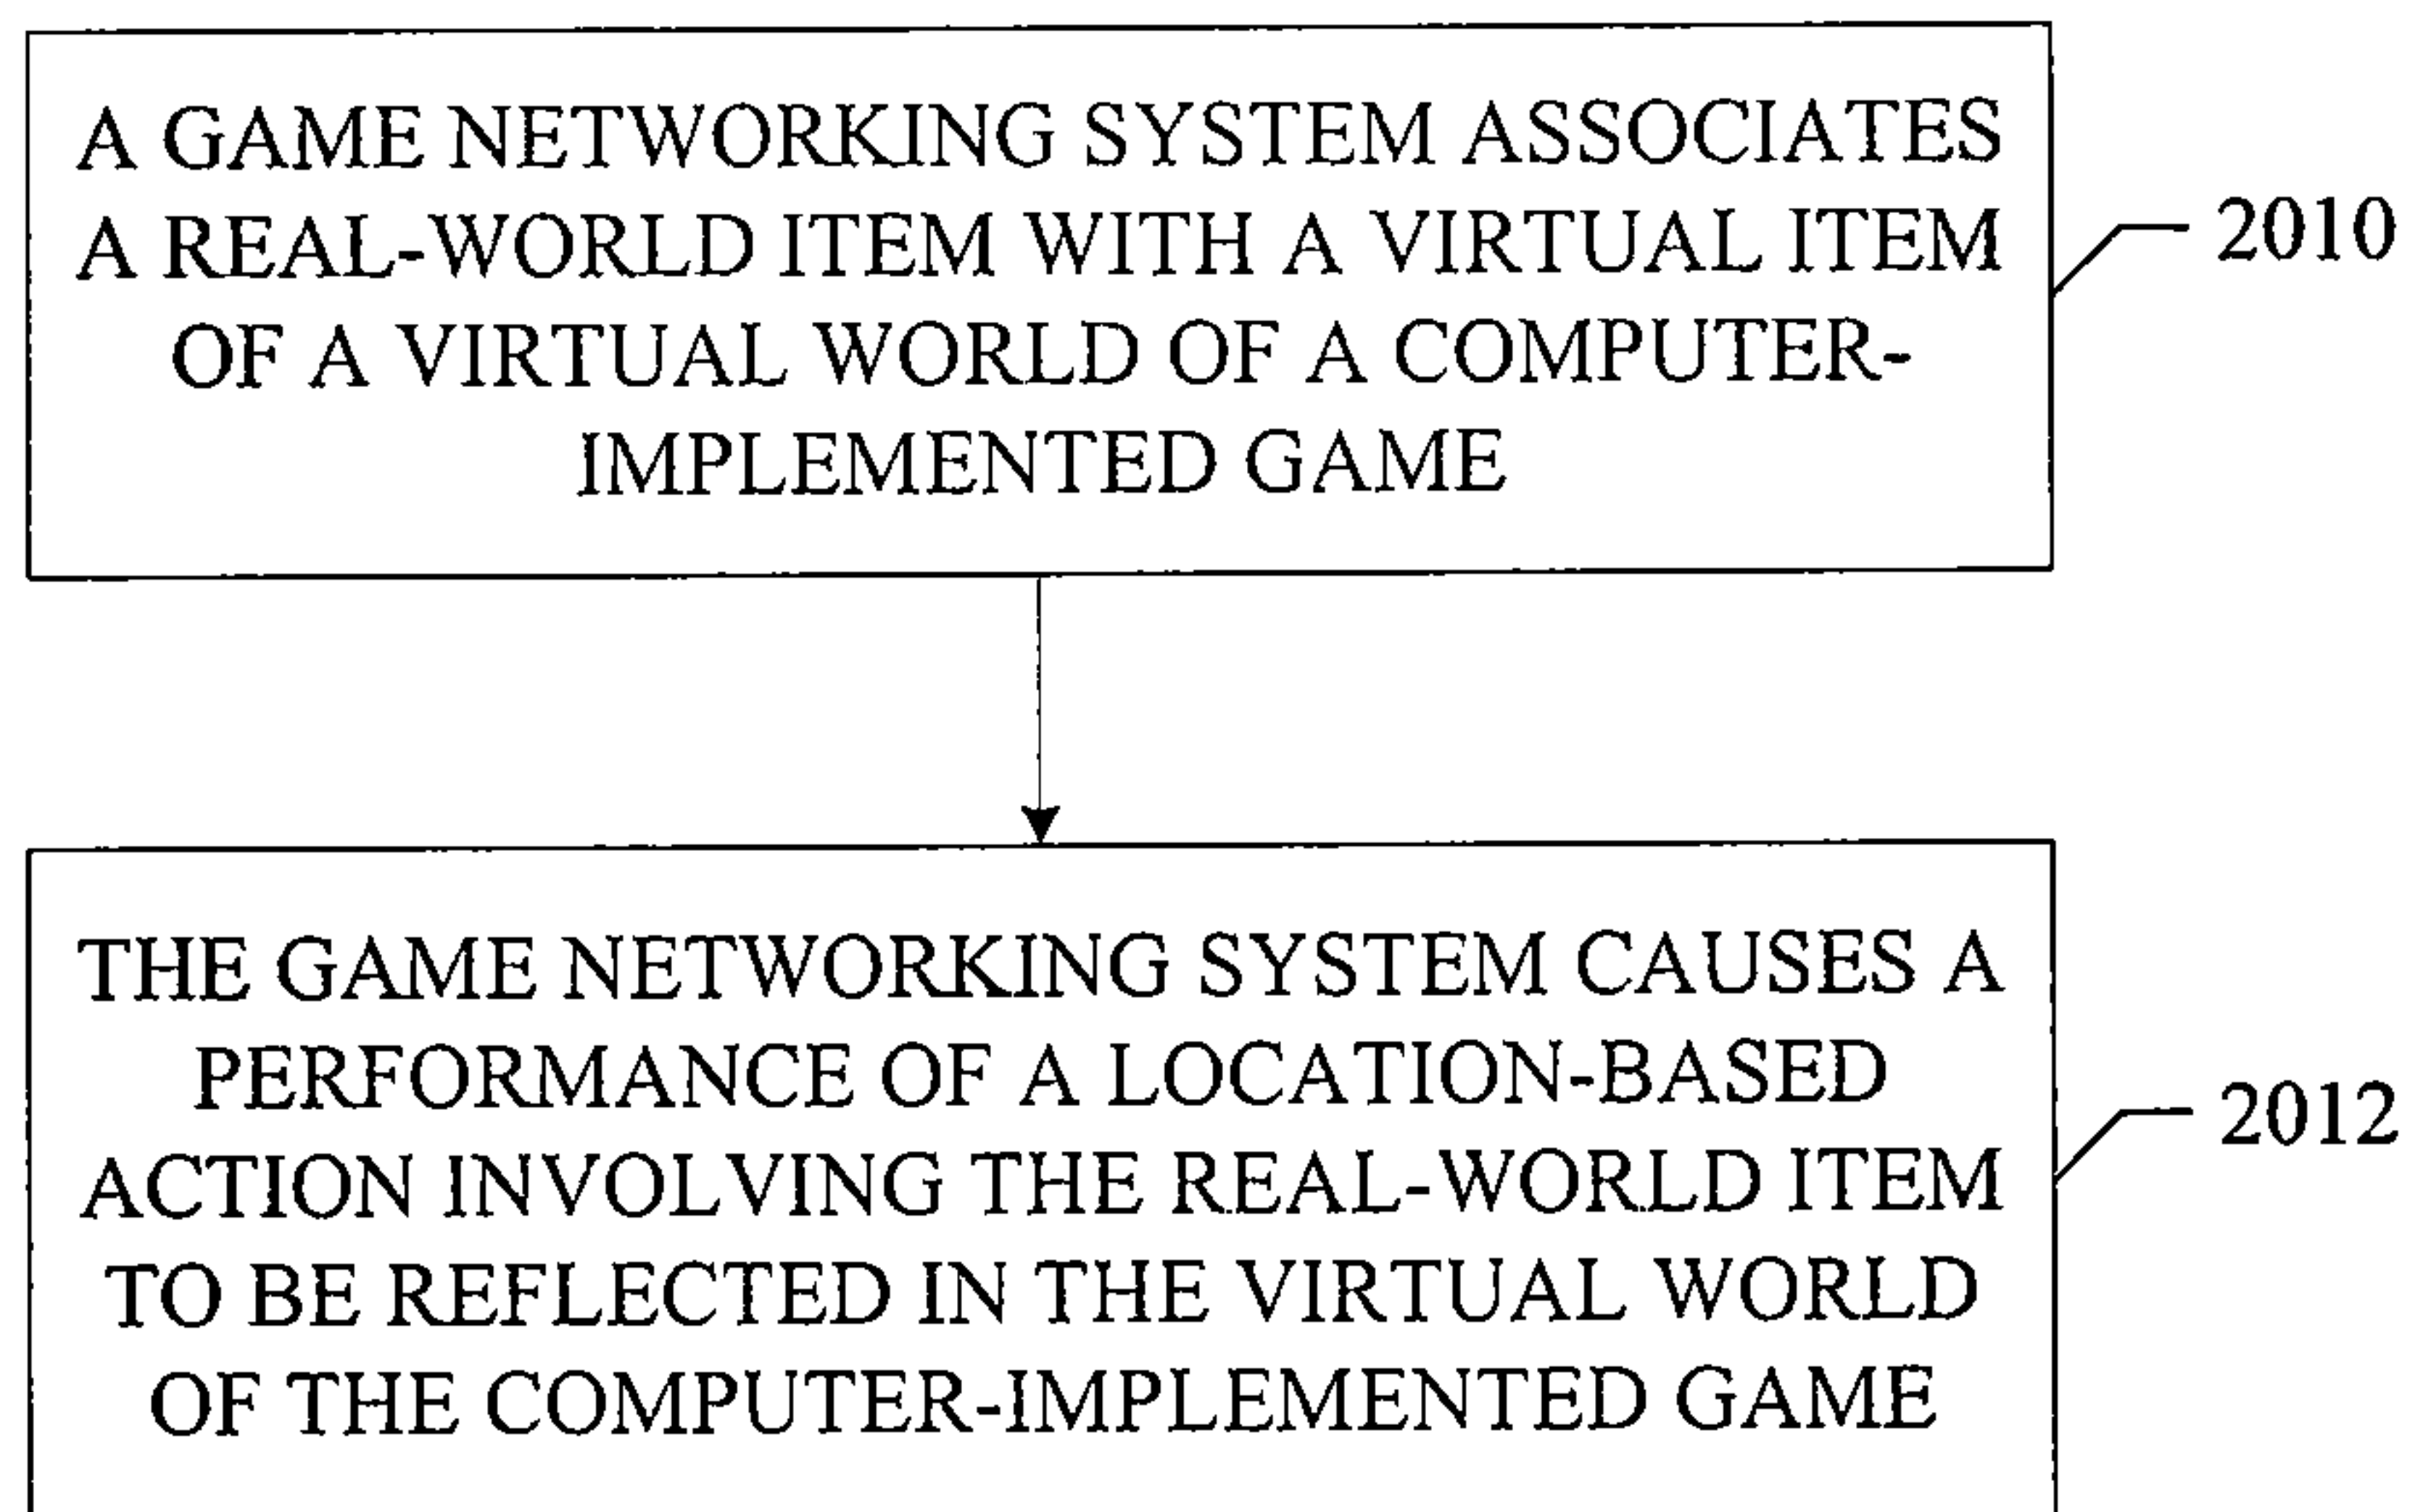 A GAME NETWORKING SYSTEM ASSOCIATES
A REAL-WORLD ITEM WITH A VIRTUAL ITEM
OF A VIRTUAL WORLD OF A COMPUTER-
IMPLEMENTED GAME
2010
THE GAME NETWORKING SYSTEM CAUSES A
PERFORMANCE OF A LOCATION-BASED
ACTION INVOLVING THE REAL-WORLD ITEM
TO BE REFLECTED IN THE VIRTUAL WORLD
OF THE COMPUTER-IMPLEMENTED GAME
2012